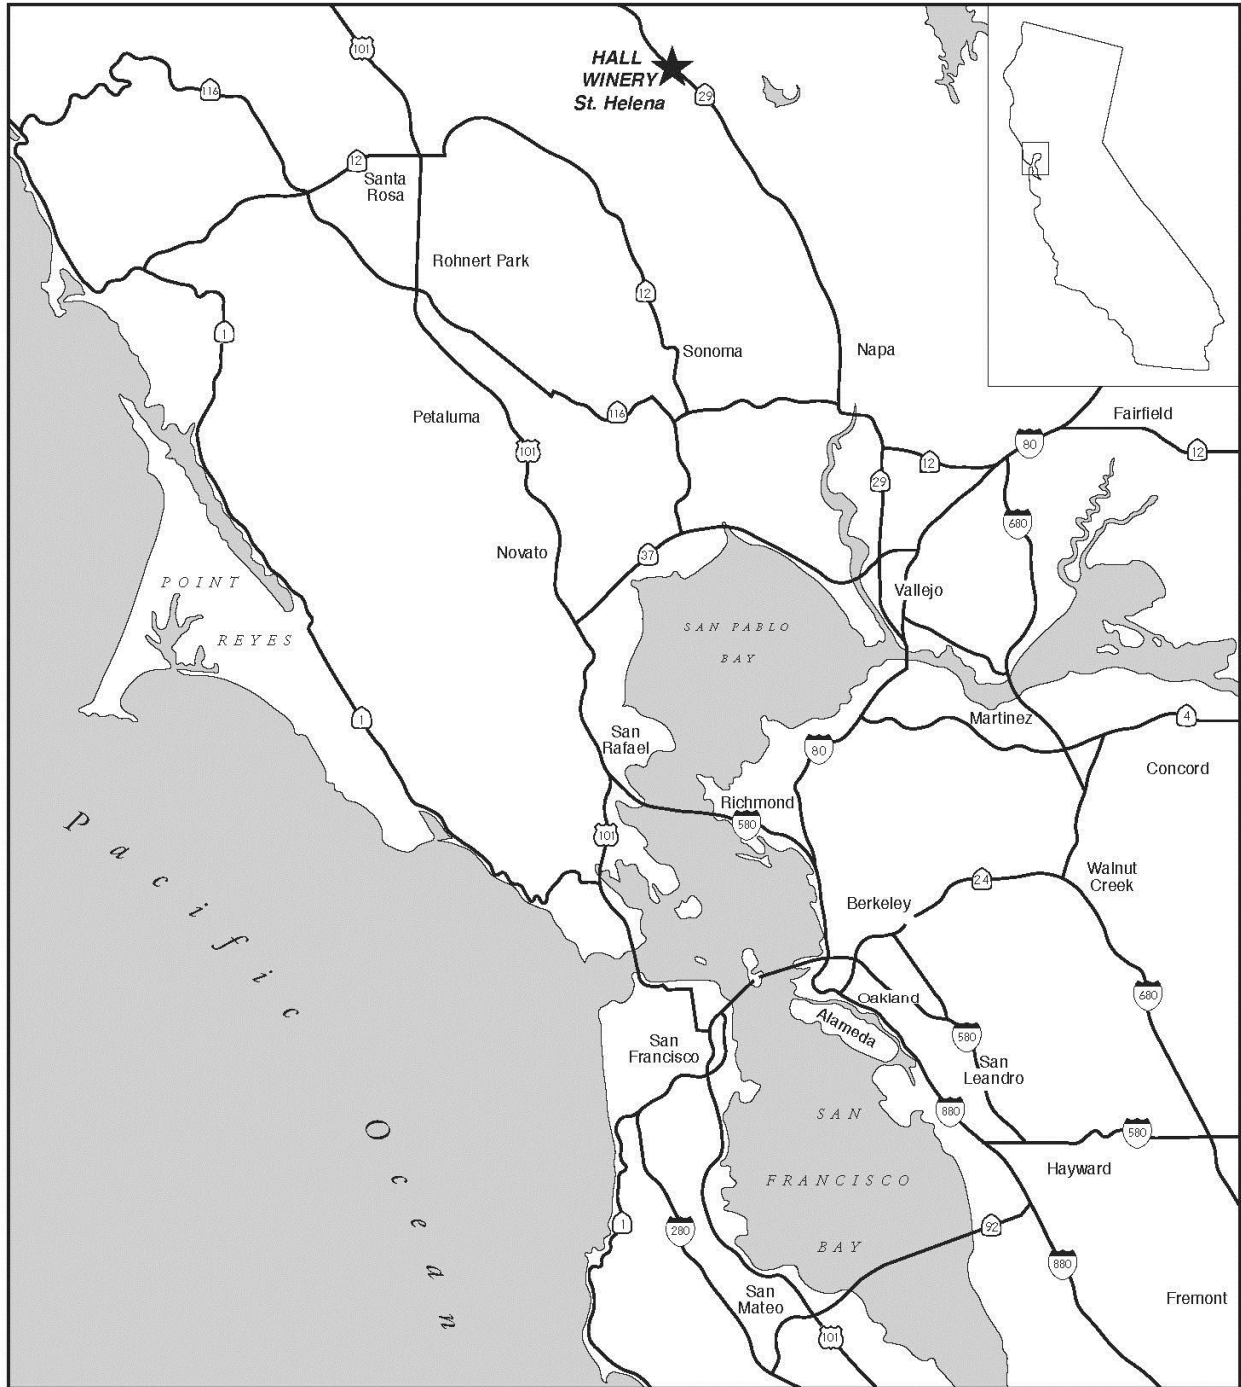 101
116
HALL
WINERY
St. Helena
29
12
Santa
Rosa
Rohnert Park
12
1
Sonoma
Napa
Petaluma
116
Fairfield
101
80
12
12
29
680
Novato
37
POINT
REYES
Vallejo
SAN PABLO
BAY
1
San
Rafael
Martinez
4
80
Concord
Richmond
580
101
Pacific
Walnut
Creek
24
Berkeley
680
Oakland
Alameda
580
San
Francisco
San
Leandro
880
SAN
FRANCISCO
BAY
Ocean
580
Hayward
1
280
92
880
San
Mateo
101
Fremont